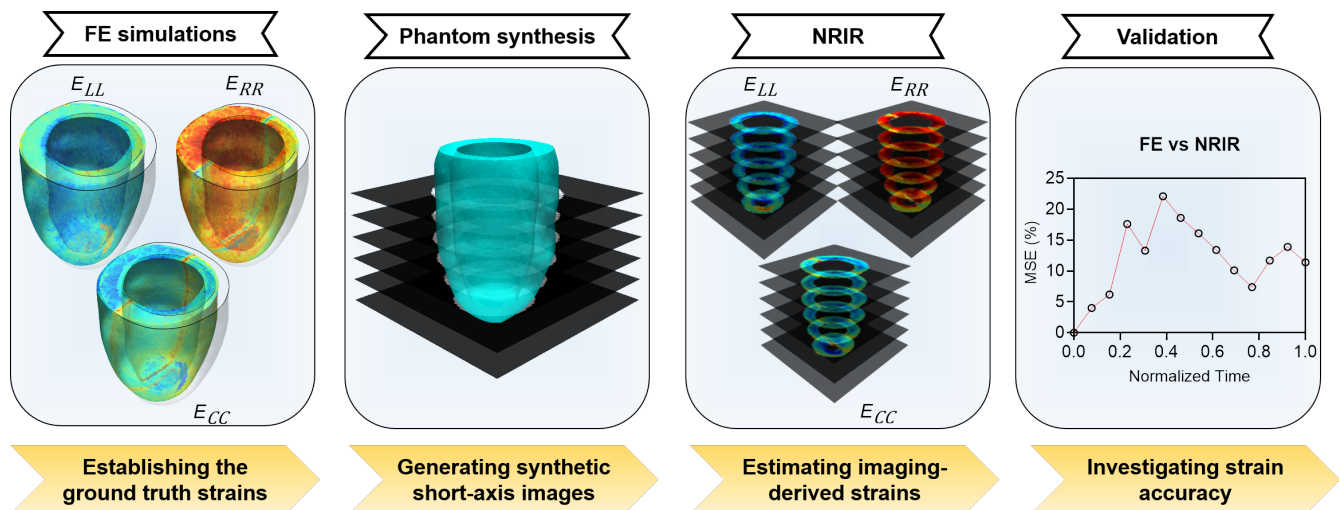 FE simulations
Phantom synthesis
NRIR
Validation
E_LL
E_RR
E_CC
E_LL
E_RR
E_CC
FE vs NRIR
MSE (%)
25
20
15
10
5
0
0.0 0.2 0.4 0.6 0.8 1.0
Normalized Time
Establishing the
ground truth strains
Generating synthetic
short-axis images
Estimating imaging-
derived strains
Investigating strain
accuracy